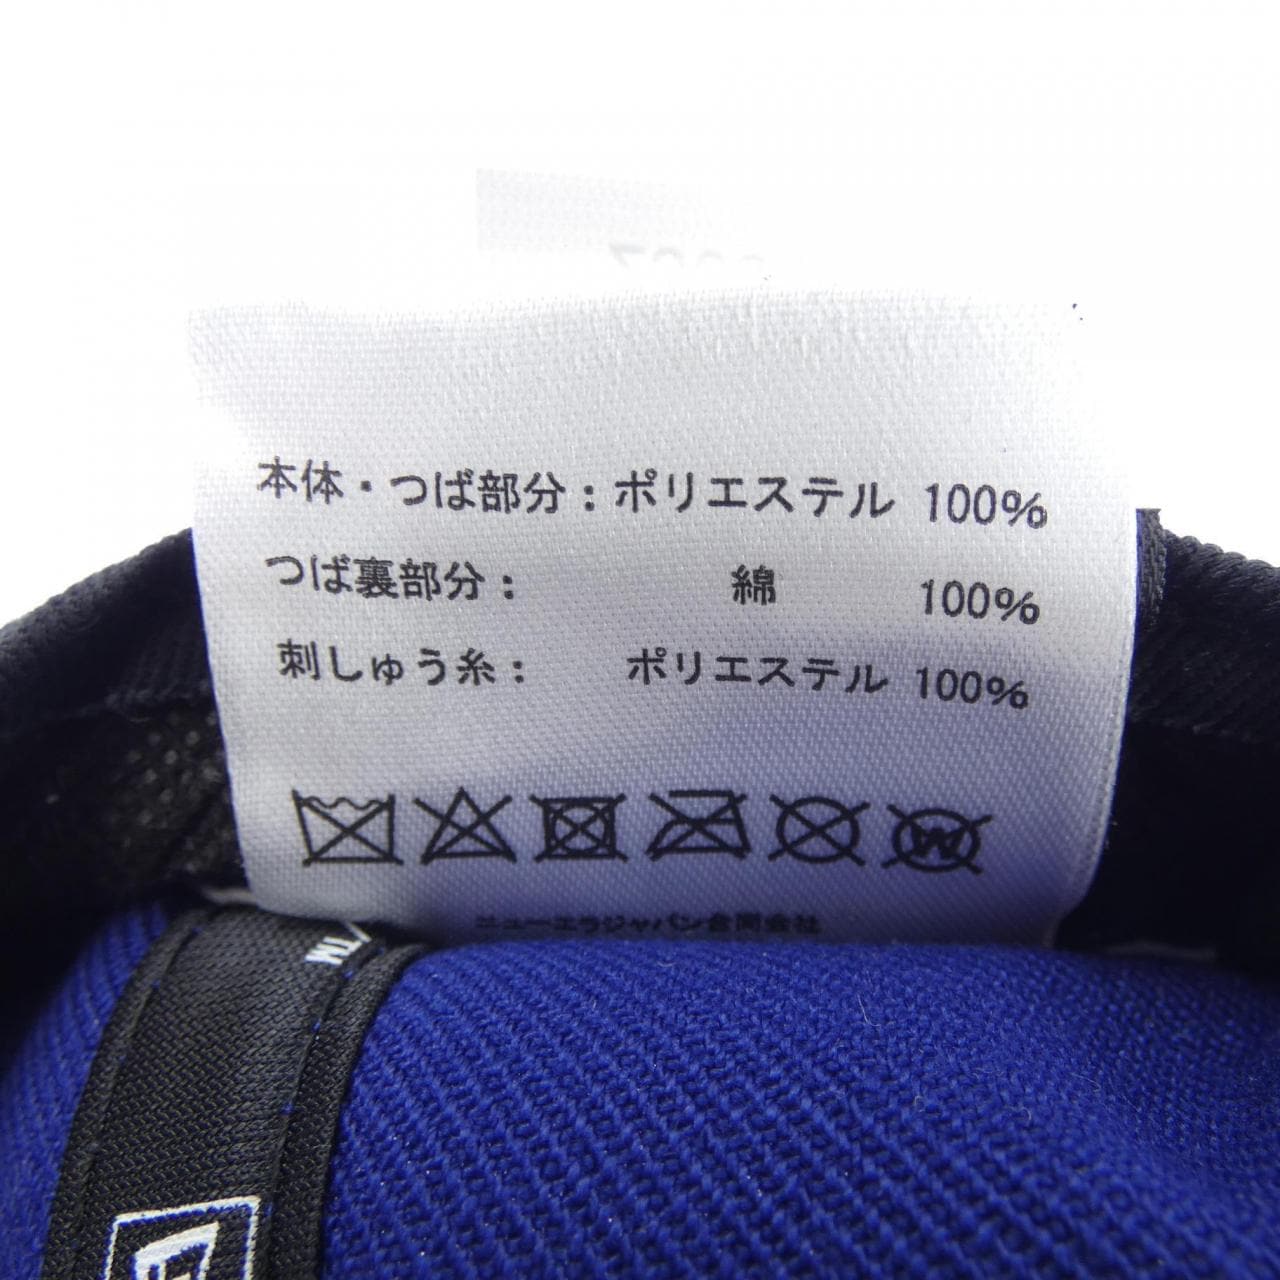 本体・つば部分：ポリエステル 100%
つば裏部分： 綿 100%
刺しゅう糸： ポリエステル 100%
ニューエラジャパン合同会社
TM